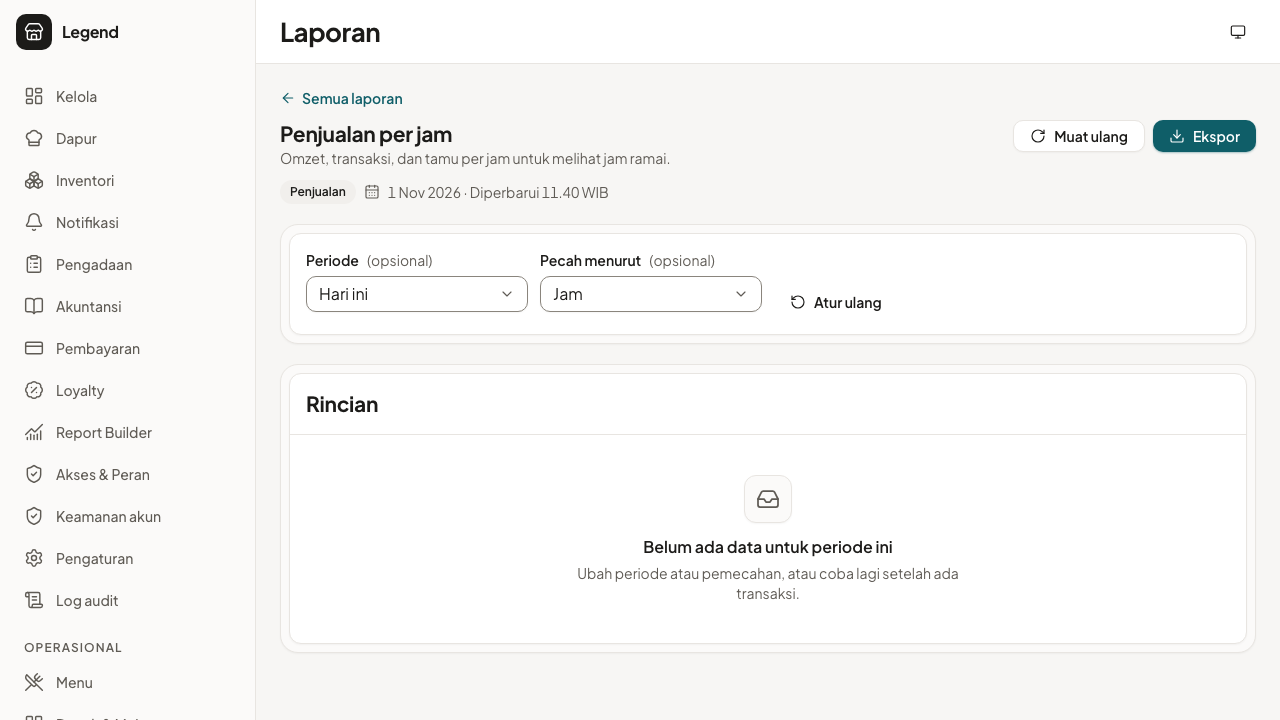 Legend
Kelola
Dapur
Inventori
Notifikasi
Pengadaan
Akuntansi
Pembayaran
Loyalty
Report Builder
Akses & Peran
Keamanan akun
Pengaturan
Log audit
OPERASIONAL
Menu
Laporan
Semua laporan
Penjualan per jam
Omzet, transaksi, dan tamu per jam untuk melihat jam ramai.
Muat ulang
Ekspor
Penjualan
1 Nov 2026 · Diperbarui 11.40 WIB
Periode (opsional)
Pecah menurut (opsional)
Hari ini
Jam
Atur ulang
Rincian
Belum ada data untuk periode ini
Ubah periode atau pemecahan, atau coba lagi setelah ada
transaksi.